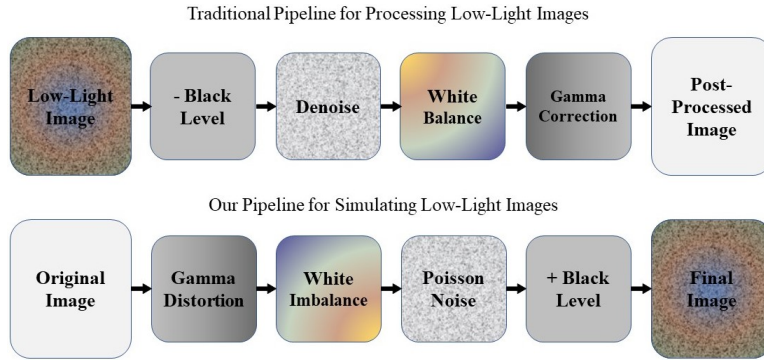 Traditional Pipeline for Processing Low-Light Images
Low-Light
Image
- Black
Level
Denoise
White
Balance
Gamma
Correction
Post-
Processed
Image
Our Pipeline for Simulating Low-Light Images
Original
Image
Gamma
Distortion
White
Imbalance
Poisson
Noise
+ Black
Level
Final
Image